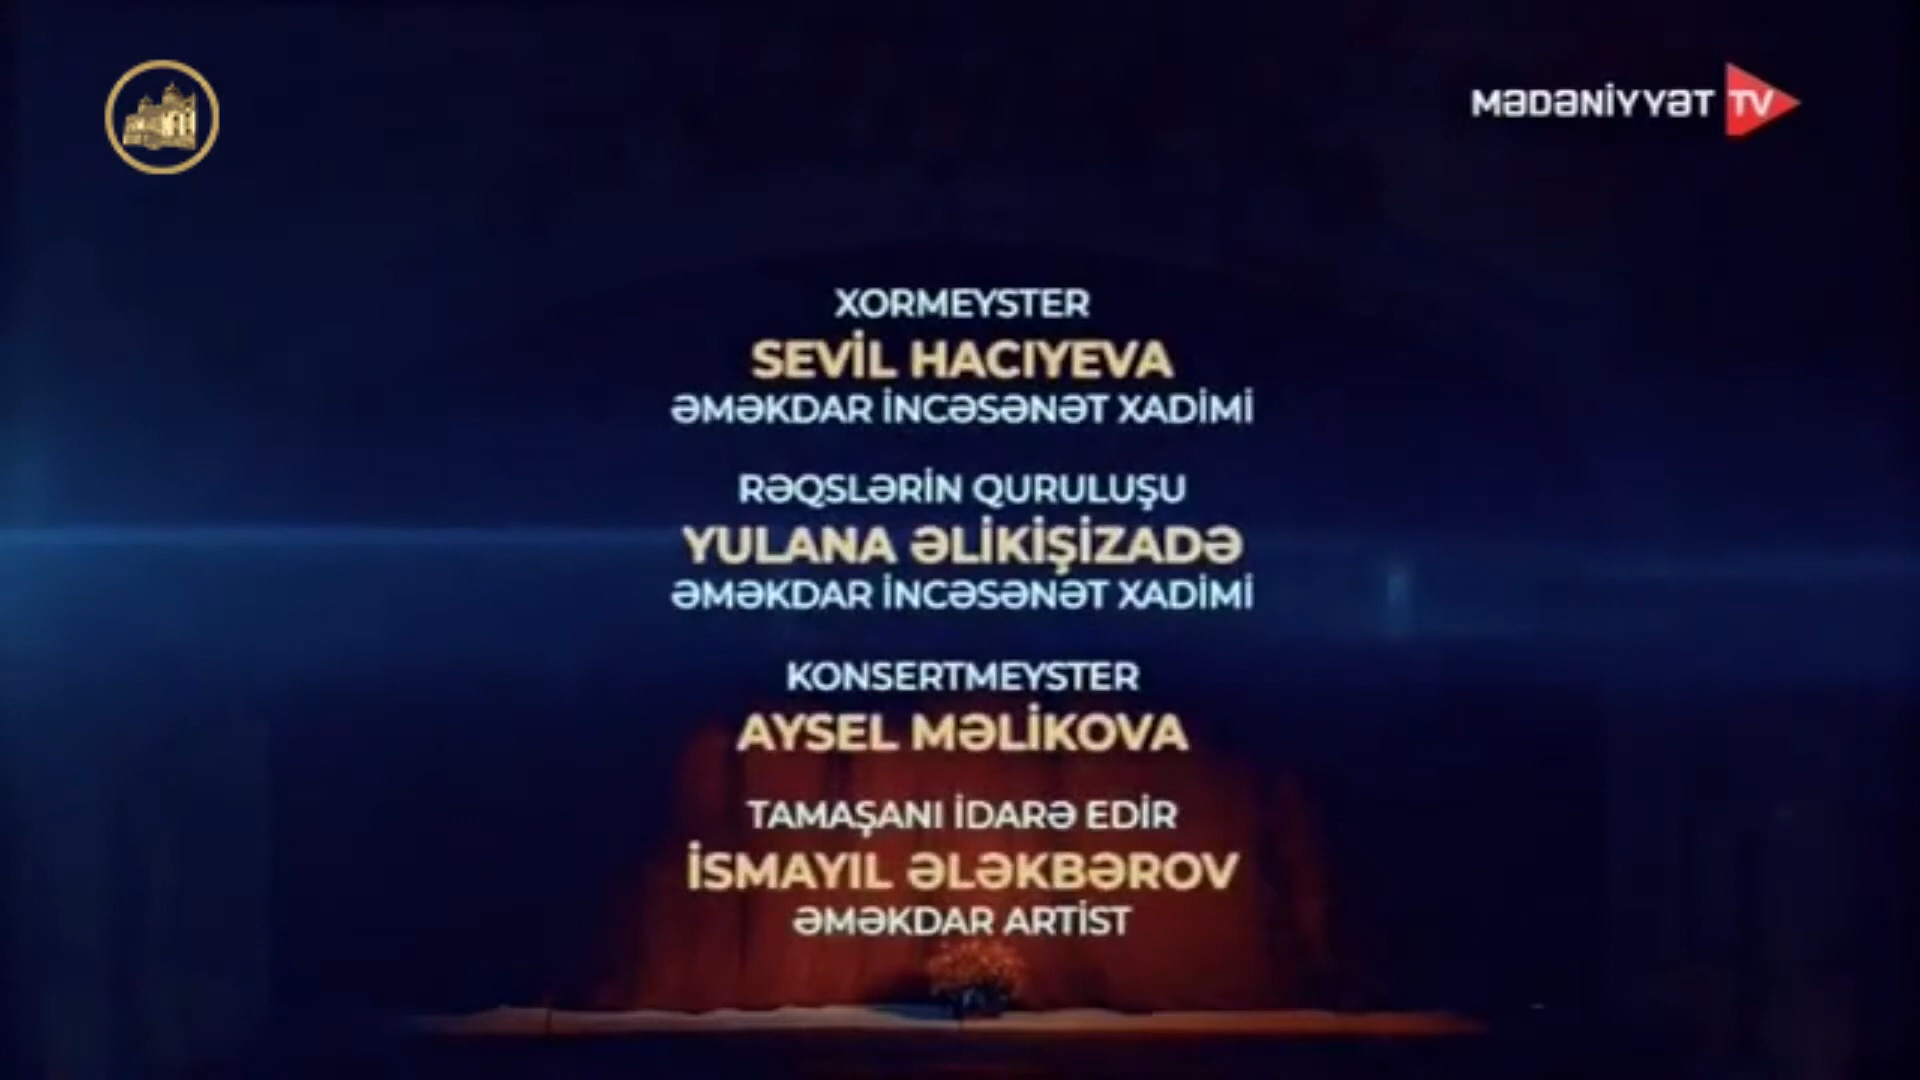 MƏDƏNİYYƏT TV
XORMEYSTER
SEVİL HACIYEVA
ƏMƏKDAR İNCƏSƏNƏT XADİMİ
RƏQSLƏRİN QURULUŞU
YULANA ƏLİKİŞİZADƏ
ƏMƏKDAR İNCƏSƏNƏT XADİMİ
KONSERTMEYSTER
AYSEL MƏLİKOVA
TAMAŞANI İDARƏ EDİR
İSMAYIL ƏLƏKBƏROV
ƏMƏKDAR ARTİST